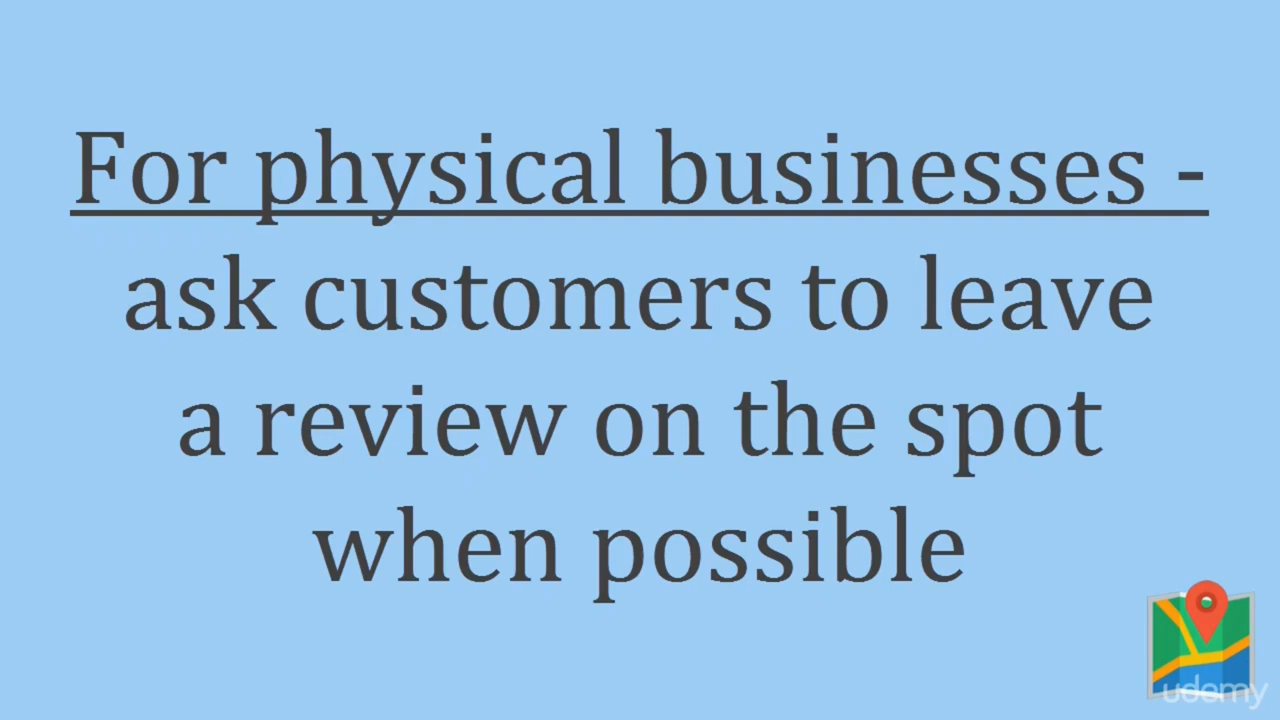 For physical businesses -
ask customers to leave
a review on the spot
when possible
udemy